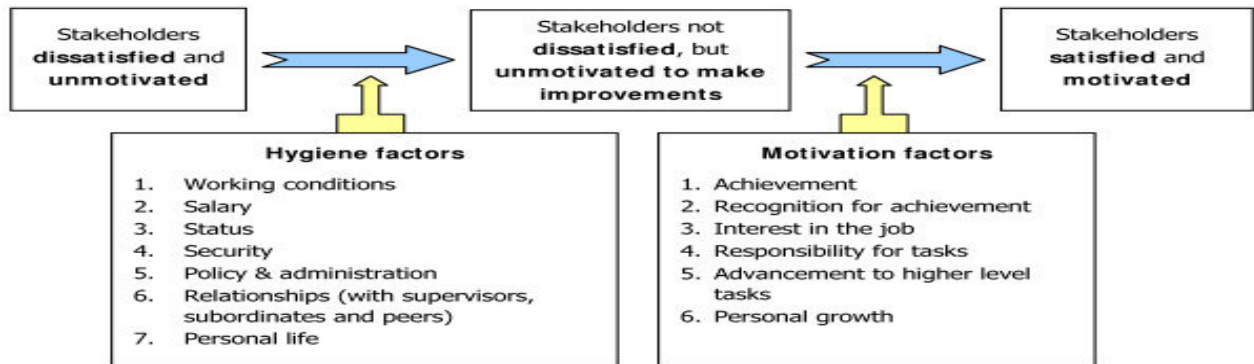 Stakeholders
dissatisfied and
unmotivated
Stakeholders not
dissatisfied, but
unmotivated to make
improvements
Stakeholders
satisfied and
motivated
Hygiene factors
1. Working conditions
2. Salary
3. Status
4. Security
5. Policy & administration
6. Relationships (with supervisors,
subordinates and peers)
7. Personal life
Motivation factors
1. Achievement
2. Recognition for achievement
3. Interest in the job
4. Responsibility for tasks
5. Advancement to higher level
tasks
6. Personal growth